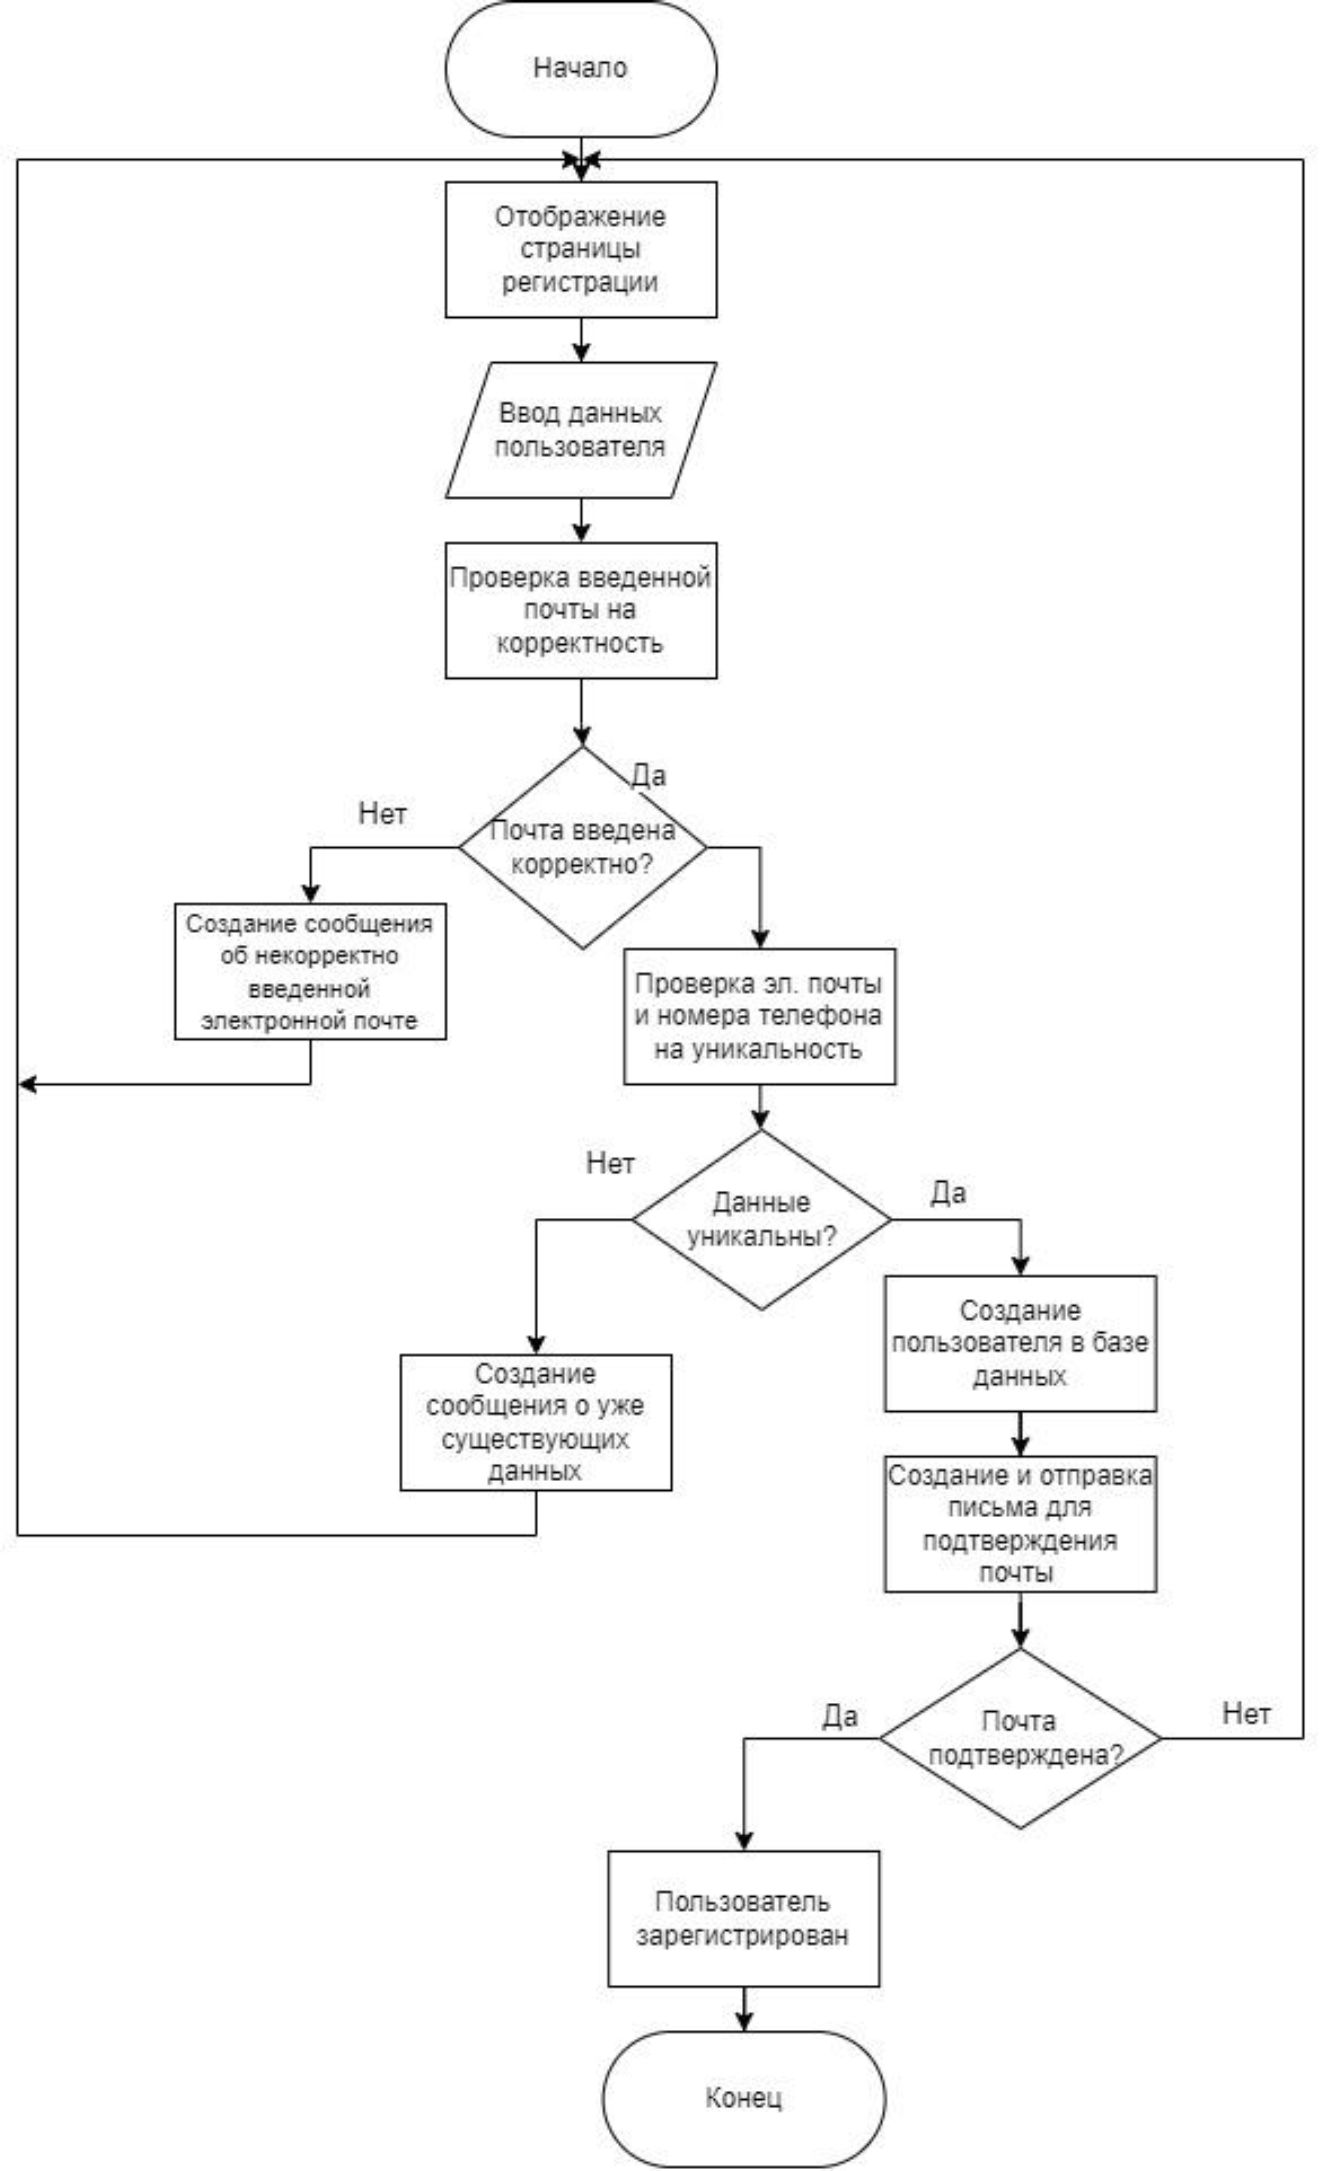 Начало
Отображение
страницы
регистрации
Ввод данных
пользователя
Проверка введенной
почты на
корректность
Да
Нет
Почта введена
корректно?
Создание сообщения
об некорректно
введенной
электронной почте
Проверка эл. почты
и номера телефона
на уникальность
Нет
Да
Данные
уникальны?
Создание
пользователя в базе
данных
Создание
сообщения о уже
существующих
данных
Создание и отправка
письма для
подтверждения
почты
Да
Нет
Почта
подтверждена?
Пользователь
зарегистрирован
Конец